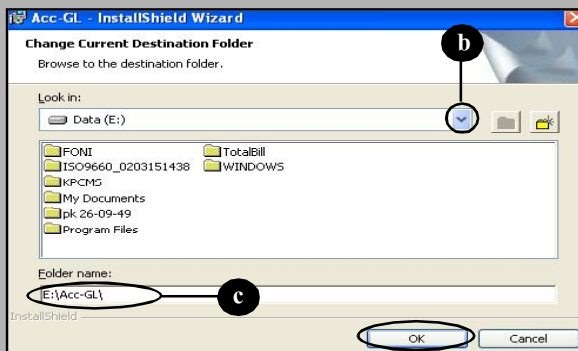 Acc-GL - InstallShield Wizard
Change Current Destination Folder
Browse to the destination folder.
b
Look in:
Data (E:)
FONI
TotalBill
ISO9660_0203151438
WINDOWS
KPCMS
My Documents
pk 26-09-49
Program Files
Folder name:
E:\Acc-GL\
c
InstallShield
OK
Cancel